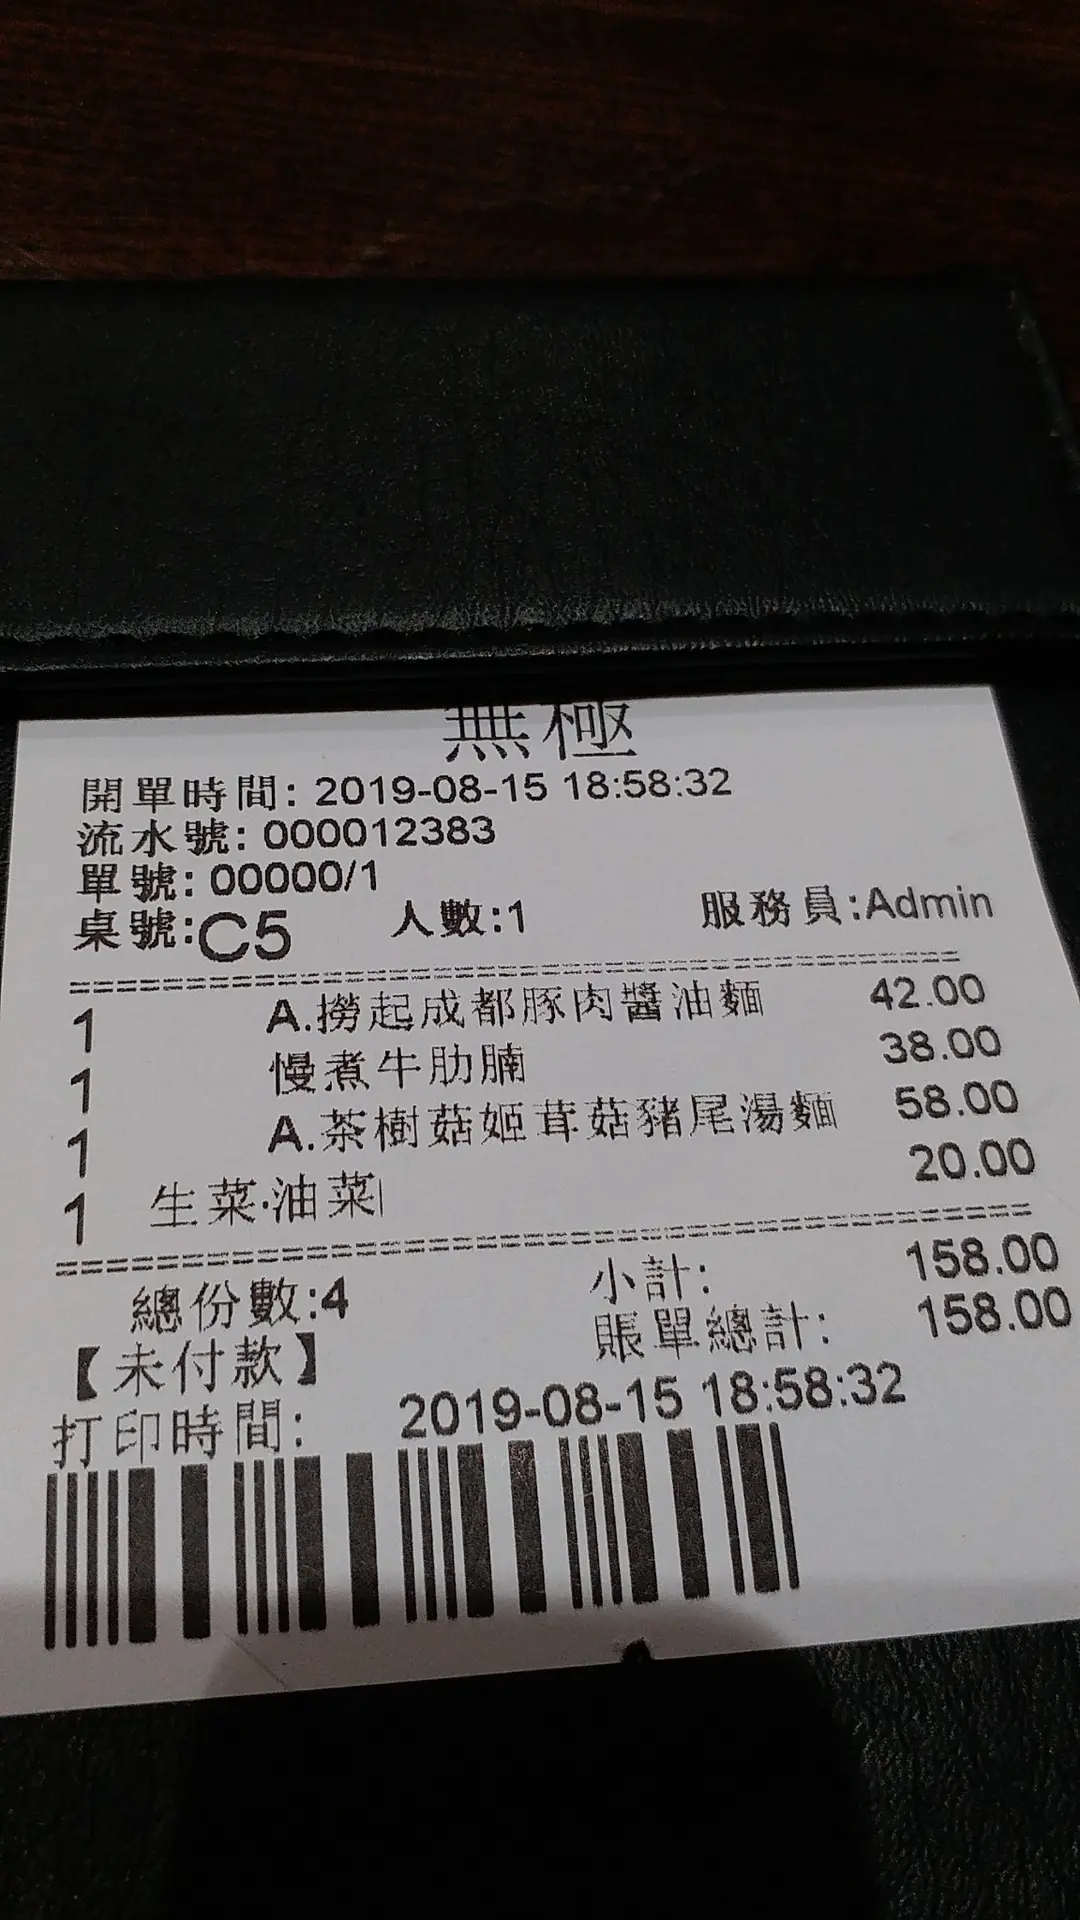 無極
開單時間: 2019-08-15 18:58:32
流水號: 000012383
單號: 00000/1
桌號:C5 人數:1 服務員:Admin
1 A.撈起成都豚肉醬油麵 42.00
1 慢煮牛肋腩 38.00
1 A.茶樹菇姬茸菇豬尾湯麵 58.00
1 生菜·油菜 20.00
總份數:4 小計: 158.00
【未付款】 賬單總計: 158.00
打印時間: 2019-08-15 18:58:32